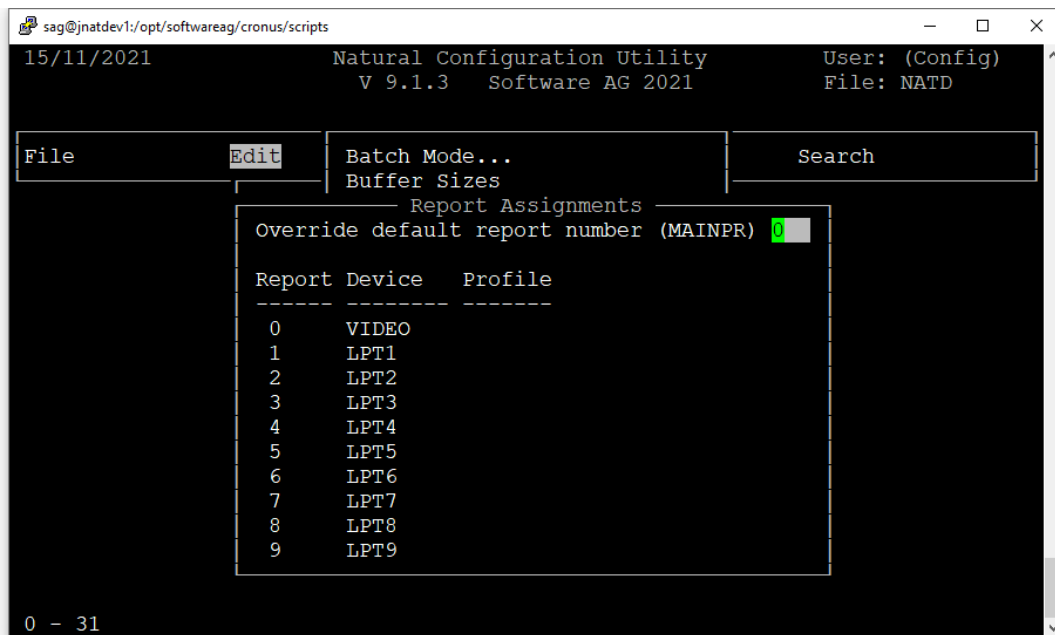 sag@jnatdev1:/opt/softwareag/cronus/scripts
15/11/2021 Natural Configuration Utility User: (Config)
V 9.1.3 Software AG 2021 File: NATD
File Edit Batch Mode... Search
Buffer Sizes
Report Assignments
Override default report number (MAINPR) 0
Report Device Profile
------ -------- -------
0 VIDEO
1 LPT1
2 LPT2
3 LPT3
4 LPT4
5 LPT5
6 LPT6
7 LPT7
8 LPT8
9 LPT9
0 - 31